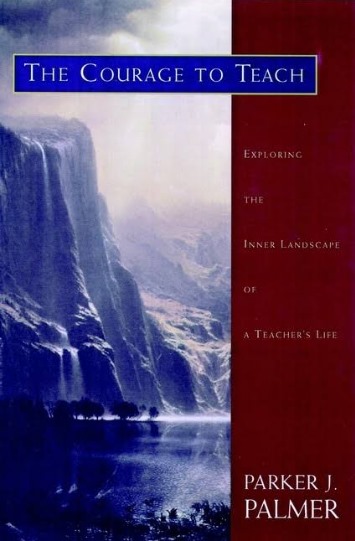 THE COURAGE TO TEACH
EXPLORING
THE
INNER LANDSCAPE
OF
A TEACHER'S LIFE
PARKER J.
PALMER